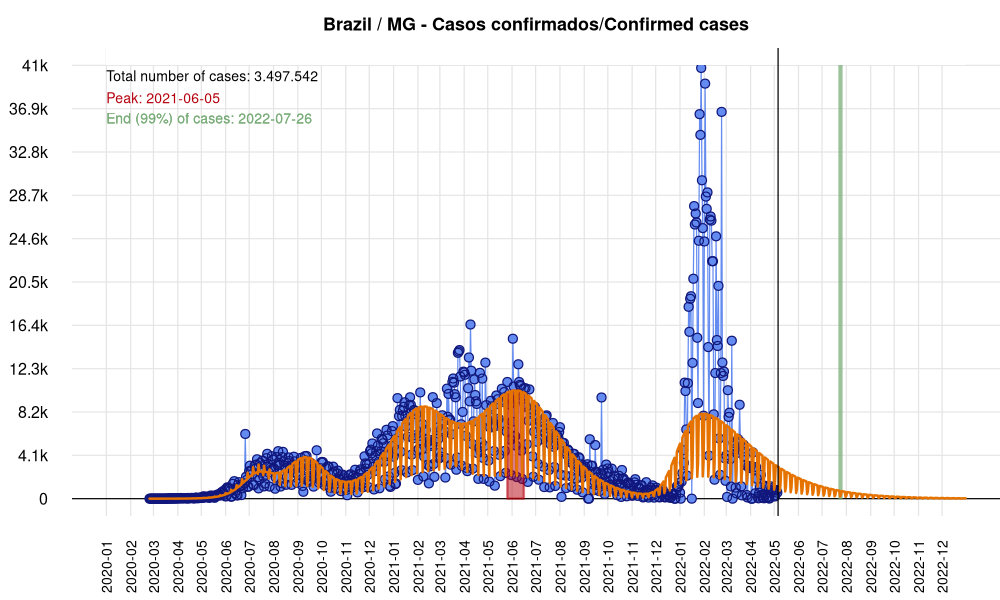 Brazil / MG - Casos confirmados/Confirmed cases
Total number of cases: 3.497.542
Peak: 2021-06-05
End (99%) of cases: 2022-07-26
41k
36.9k
32.8k
28.7k
24.6k
20.5k
16.4k
12.3k
8.2k
4.1k
0
2020-01
2020-02
2020-03
2020-04
2020-05
2020-06
2020-07
2020-08
2020-09
2020-10
2020-11
2020-12
2021-01
2021-02
2021-03
2021-04
2021-05
2021-06
2021-07
2021-08
2021-09
2021-10
2021-11
2021-12
2022-01
2022-02
2022-03
2022-04
2022-05
2022-06
2022-07
2022-08
2022-09
2022-10
2022-11
2022-12